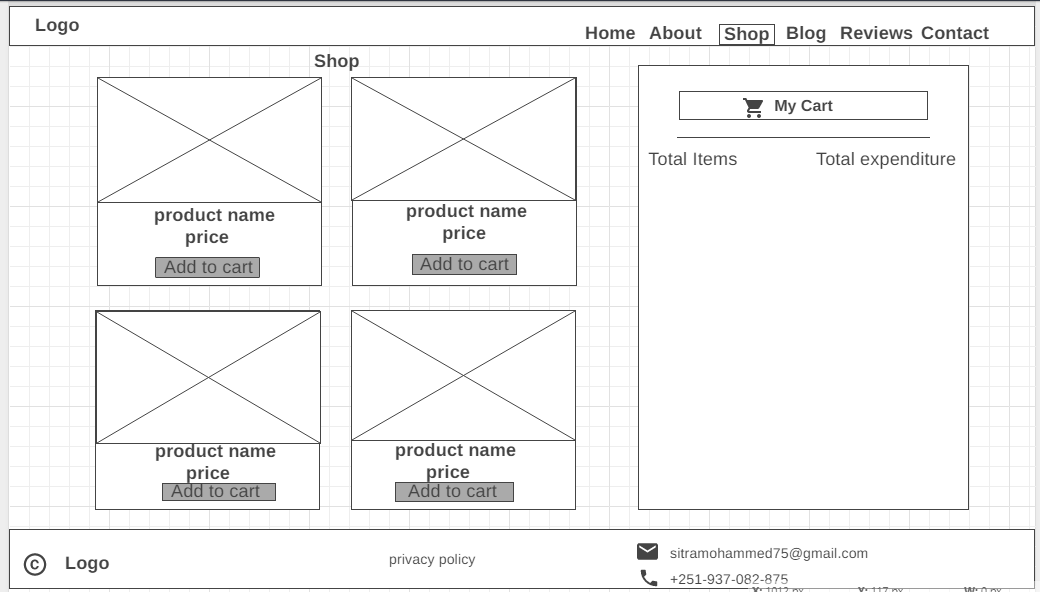 Logo
Home About Shop Blog Reviews Contact
Shop
My Cart
Total Items Total expenditure
product name
price
Add to cart
product name
price
Add to cart
product name
price
Add to cart
product name
price
Add to cart
C Logo
privacy policy
sitramohammed75@gmail.com
+251-937-082-875
X: 1012 px Y: 117 px W: 0 px